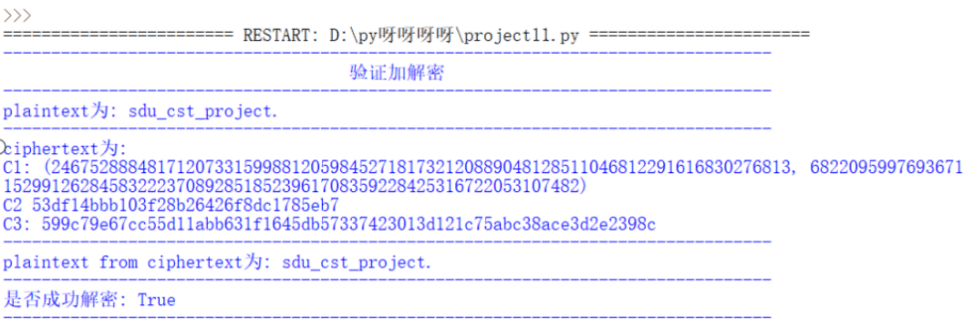 >>>
======================== RESTART: D:\py呀呀呀呀\project11.py =======================
--------------------------------------------------------------------------------
验证加解密
--------------------------------------------------------------------------------
plaintext为: sdu_cst_project.
--------------------------------------------------------------------------------
ciphertext为:
C1: (24675288848171207331599881205984527181732120889048128511046812291616830276813, 68220959976936711529912628458322237089285185239617083592284253167220531 07482)
C2 53df14bbb103f28b26426f8dc1785eb7
C3: 599c79e67cc55d11abb631f1645db57337423013d121c75abc38ace3d2e2398c
--------------------------------------------------------------------------------
plaintext from ciphertext为: sdu_cst_project.
--------------------------------------------------------------------------------
是否成功解密: True
--------------------------------------------------------------------------------